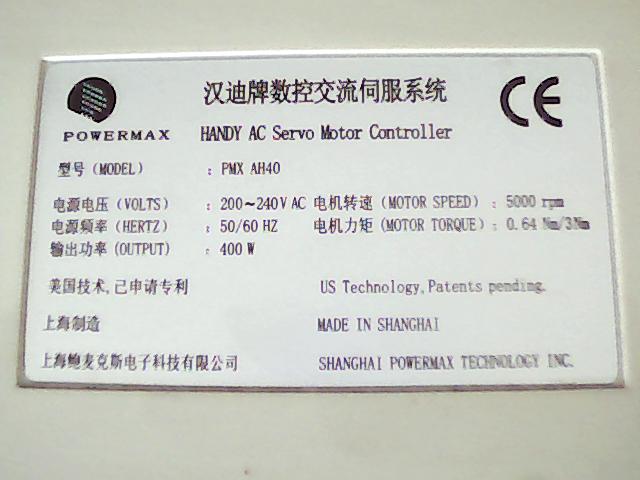 汉迪牌数控交流伺服系统
CE
POWERMAX
HANDY AC Servo Motor Controller
型号(MODEL) : PMX AH40
电源电压(VOLTS) : 200~240V AC 电机转速(MOTOR SPEED) : 5000 rpm
电源频率(HERTZ) : 50/60 HZ 电机力矩(MOTOR TORQUE) : 0.64 Nm/3Nm
输出功率(OUTPUT) : 400 W
美国技术,已申请专利 US Technology,Patents pending.
上海制造 MADE IN SHANGHAI
上海鲍麦克斯电子科技有限公司 SHANGHAI POWERMAX TECHNOLOGY INC.